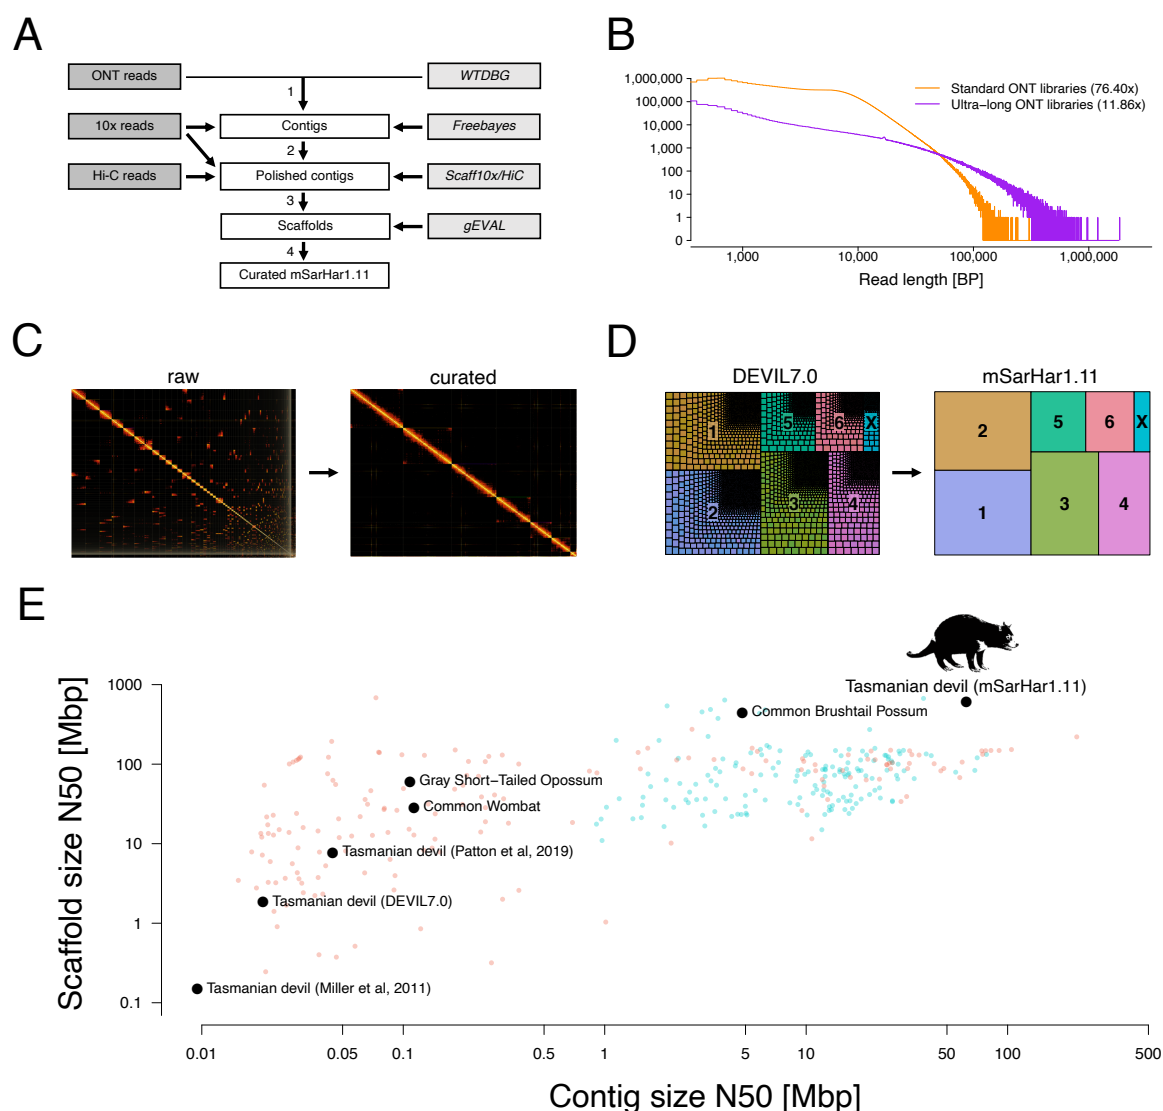 A
ONT reads
WTDBG
1
10x reads
Contigs
Freebayes
2
Hi-C reads
Polished contigs
Scaff10x/HiC
3
Scaffolds
gEVAL
4
Curated mSarHar1.11
B
1,000,000
100,000
10,000
1,000
100
10
1
0
Standard ONT libraries (76.40x)
Ultra-long ONT libraries (11.86x)
1,000
10,000
100,000
1,000,000
Read length [BP]
C
raw
curated
D
DEVIL7.0
mSarHar1.11
1
5
6
X
2
3
4
2
5
6
X
1
3
4
E
Scaffold size N50 [Mbp]
1000
100
10
1
0.1
Tasmanian devil (mSarHar1.11)
Common Brushtail Possum
Gray Short−Tailed Opossum
Common Wombat
Tasmanian devil (Patton et al, 2019)
Tasmanian devil (DEVIL7.0)
Tasmanian devil (Miller et al, 2011)
0.01
0.05
0.1
0.5
1
5
10
50
100
500
Contig size N50 [Mbp]